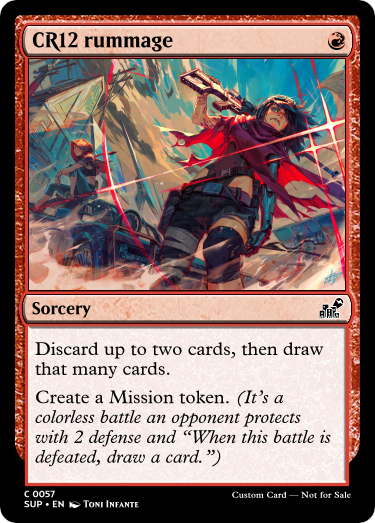 CR12 rummage
Sorcery
Discard up to two cards, then draw
that many cards.
Create a Mission token. (It's a
colorless battle an opponent protects
with 2 defense and “When this battle is
defeated, draw a card.”)
C 0057
SUP • EN Toni Infante
Custom Card — Not for Sale